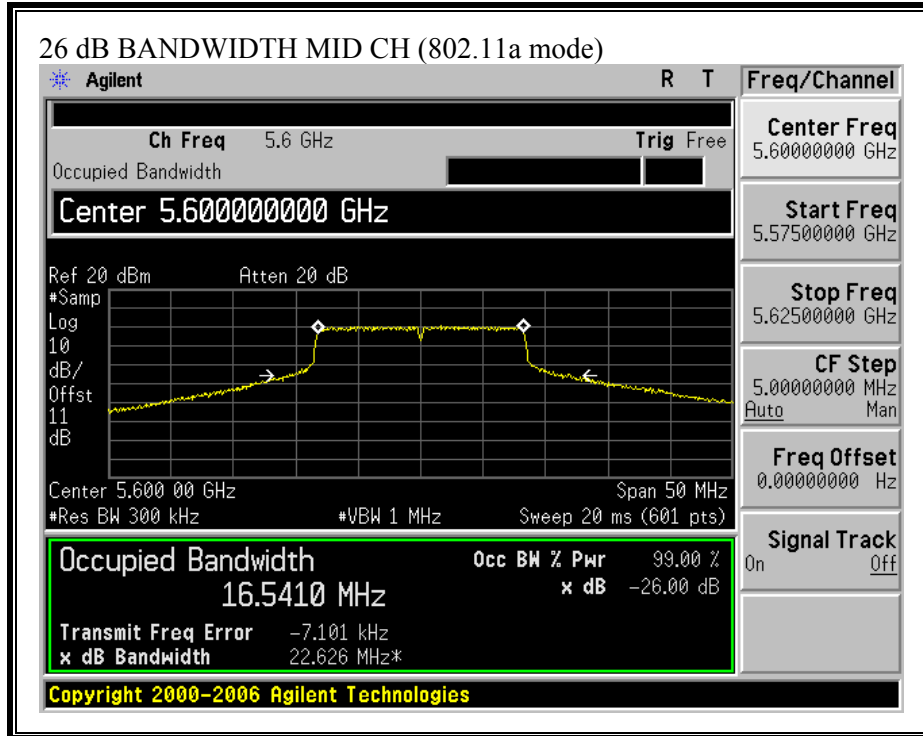 26 dB BANDWIDTH MID CH (802.11a mode)
Agilent R T
Ch Freq 5.6 GHz Trig Free
Occupied Bandwidth
Center 5.600000000 GHz
Ref 20 dBm Atten 20 dB
#Samp
Log
10
dB/
Offst
11
dB
Center 5.600 00 GHz Span 50 MHz
#Res BW 300 kHz #VBW 1 MHz Sweep 20 ms (601 pts)
Occupied Bandwidth Occ BW % Pwr 99.00 %
16.5410 MHz x dB -26.00 dB
Transmit Freq Error -7.101 kHz
x dB Bandwidth 22.626 MHz*
Copyright 2000-2006 Agilent Technologies
Freq/Channel
Center Freq
5.60000000 GHz
Start Freq
5.57500000 GHz
Stop Freq
5.62500000 GHz
CF Step
5.00000000 MHz
Auto Man
Freq Offset
0.00000000 Hz
Signal Track
On Off